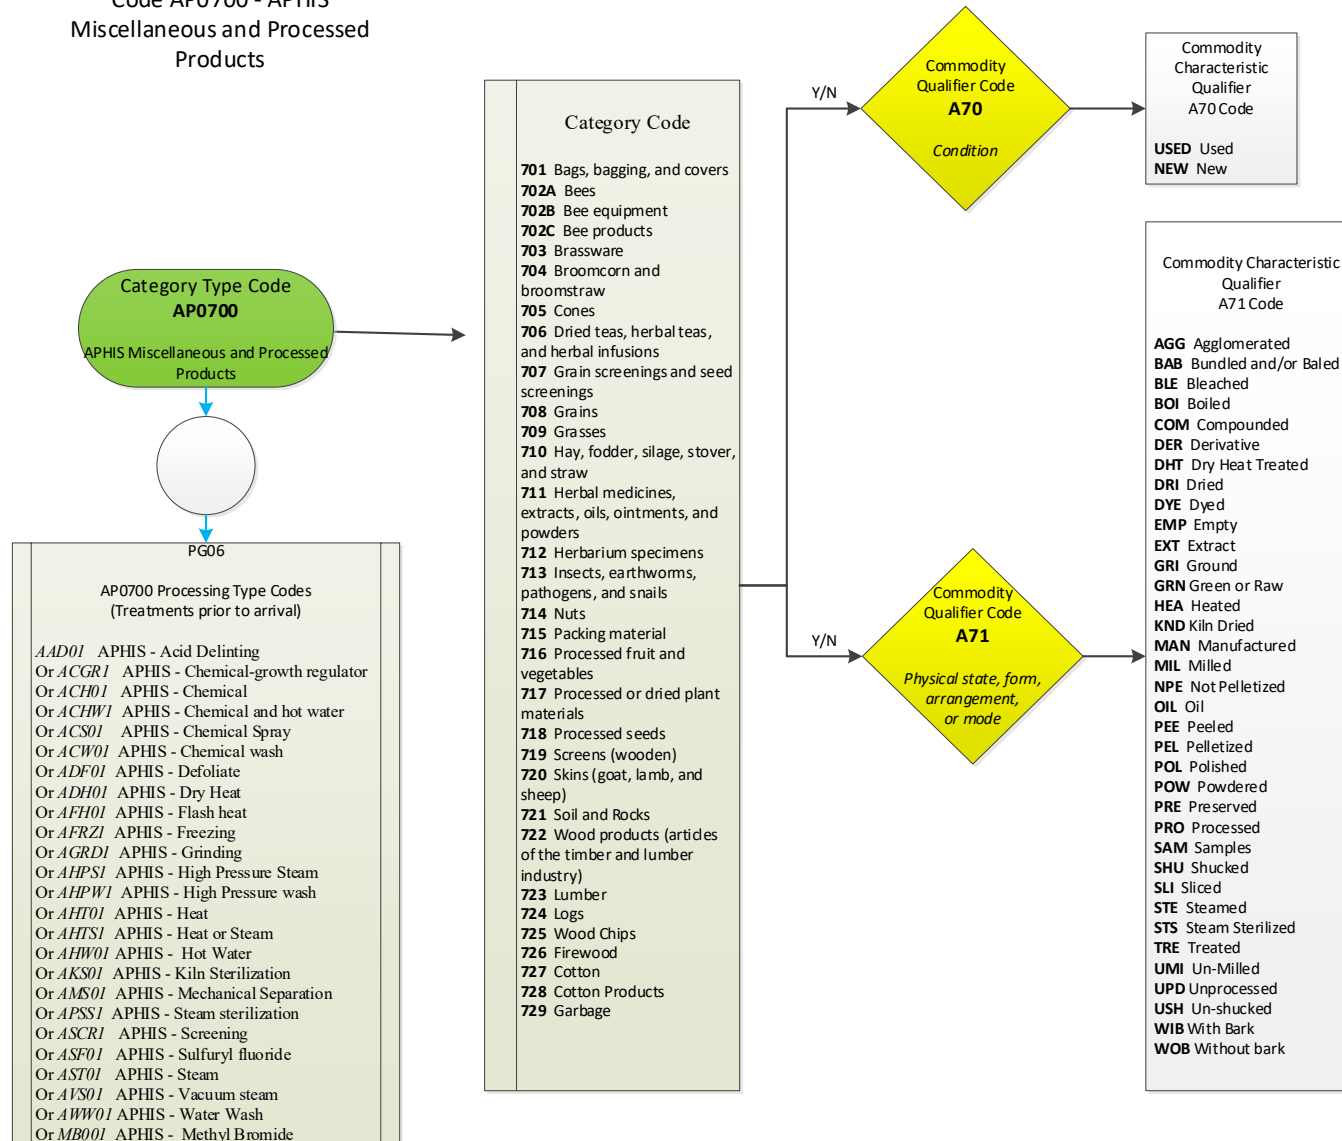 Code AP0700 - APHIS
Miscellaneous and Processed
Products
Category Type Code
AP0700
APHIS Miscellaneous and Processed
Products
PG06
AP0700 Processing Type Codes
(Treatments prior to arrival)
AAD01 APHIS - Acid Delinting
Or ACGR1 APHIS - Chemical-growth regulator
Or ACH01 APHIS - Chemical
Or ACHW1 APHIS - Chemical and hot water
Or ACS01 APHIS - Chemical Spray
Or ACW01 APHIS - Chemical wash
Or ADF01 APHIS - Defoliate
Or ADH01 APHIS - Dry Heat
Or AFH01 APHIS - Flash heat
Or AFRZ1 APHIS - Freezing
Or AGRD1 APHIS - Grinding
Or AHPS1 APHIS - High Pressure Steam
Or AHPW1 APHIS - High Pressure wash
Or AHT01 APHIS - Heat
Or AHTS1 APHIS - Heat or Steam
Or AHW01 APHIS - Hot Water
Or AKS01 APHIS - Kiln Sterilization
Or AMS01 APHIS - Mechanical Separation
Or APSS1 APHIS - Steam sterilization
Or ASCR1 APHIS - Screening
Or ASF01 APHIS - Sulfuryl fluoride
Or AST01 APHIS - Steam
Or AVS01 APHIS - Vacuum steam
Or AWW01 APHIS - Water Wash
Or MB001 APHIS - Methyl Bromide
Category Code
701 Bags, bagging, and covers
702A Bees
702B Bee equipment
702C Bee products
703 Brassware
704 Broomcorn and
broomstraw
705 Cones
706 Dried teas, herbal teas,
and herbal infusions
707 Grain screenings and seed
screenings
708 Grains
709 Grasses
710 Hay, fodder, silage, stover,
and straw
711 Herbal medicines,
extracts, oils, ointments, and
powders
712 Herbarium specimens
713 Insects, earthworms,
pathogens, and snails
714 Nuts
715 Packing material
716 Processed fruit and
vegetables
717 Processed or dried plant
materials
718 Processed seeds
719 Screens (wooden)
720 Skins (goat, lamb, and
sheep)
721 Soil and Rocks
722 Wood products (articles
of the timber and lumber
industry)
723 Lumber
724 Logs
725 Wood Chips
726 Firewood
727 Cotton
728 Cotton Products
729 Garbage
Y/N
Commodity
Qualifier Code
A70
Condition
Commodity
Characteristic
Qualifier
A70 Code
USED Used
NEW New
Y/N
Commodity
Qualifier Code
A71
Physical state, form,
arrangement,
or mode
Commodity Characteristic
Qualifier
A71 Code
AGG Agglomerated
BAB Bundled and/or Baled
BLE Bleached
BOI Boiled
COM Compounded
DER Derivative
DHT Dry Heat Treated
DRI Dried
DYE Dyed
EMP Empty
EXT Extract
GRI Ground
GRN Green or Raw
HEA Heated
KND Kiln Dried
MAN Manufactured
MIL Milled
NPE Not Pelletized
OIL Oil
PEE Peeled
PEL Pelletized
POL Polished
POW Powdered
PRE Preserved
PRO Processed
SAM Samples
SHU Shucked
SLI Sliced
STE Steamed
STS Steam Sterilized
TRE Treated
UMI Un-Milled
UPD Unprocessed
USH Un-shucked
WIB With Bark
WOB Without bark